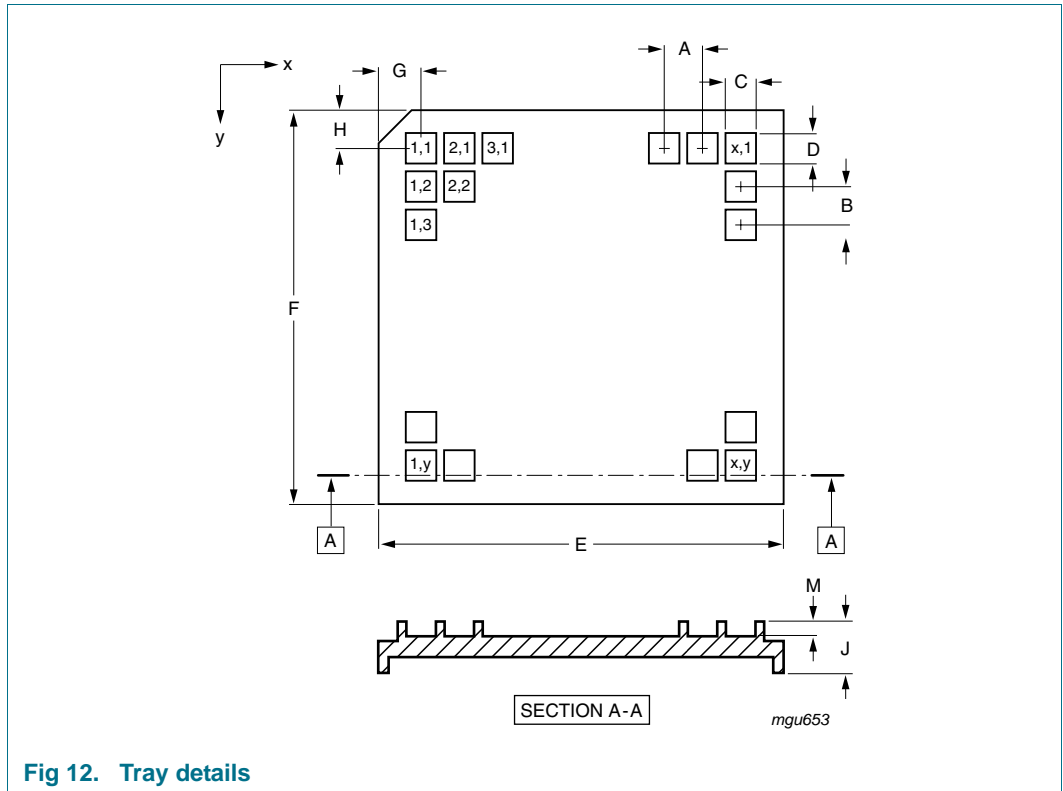 x
y
G
A
C
H
D
1,1 2,1 3,1 x,1
1,2 2,2
B
1,3
F
1,y x,y
A A
E
M
J
SECTION A-A
mgu653
Fig 12. Tray details